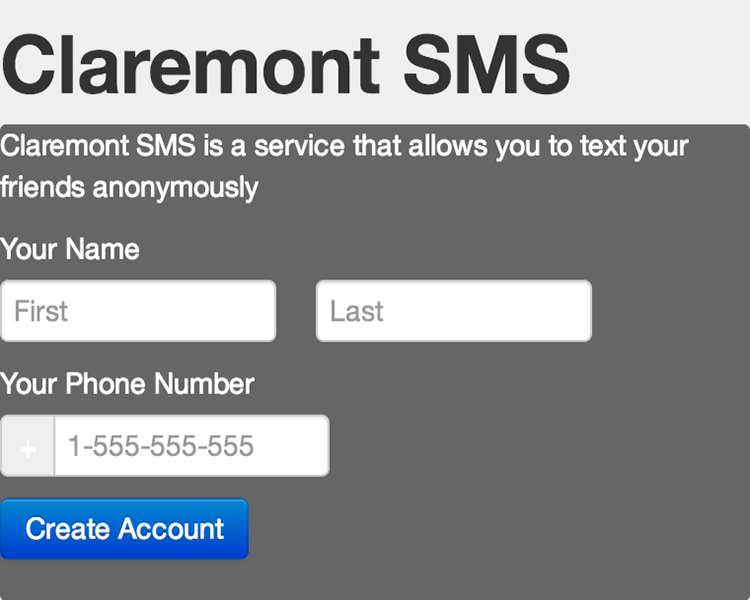 Claremont SMS
Claremont SMS is a service that allows you to text your
friends anonymously
Your Name
First Last
Your Phone Number
+ 1-555-555-555
Create Account